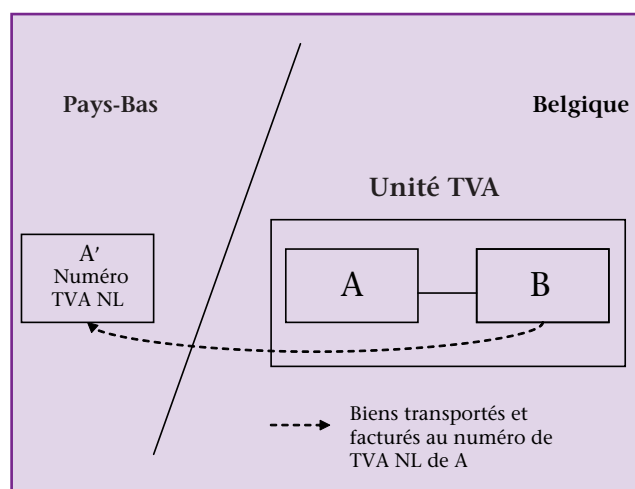 Pays-Bas
Belgique
Unité TVA
A’
Numéro
TVA NL
A
B
Biens transportés et
facturés au numéro de
TVA NL de A